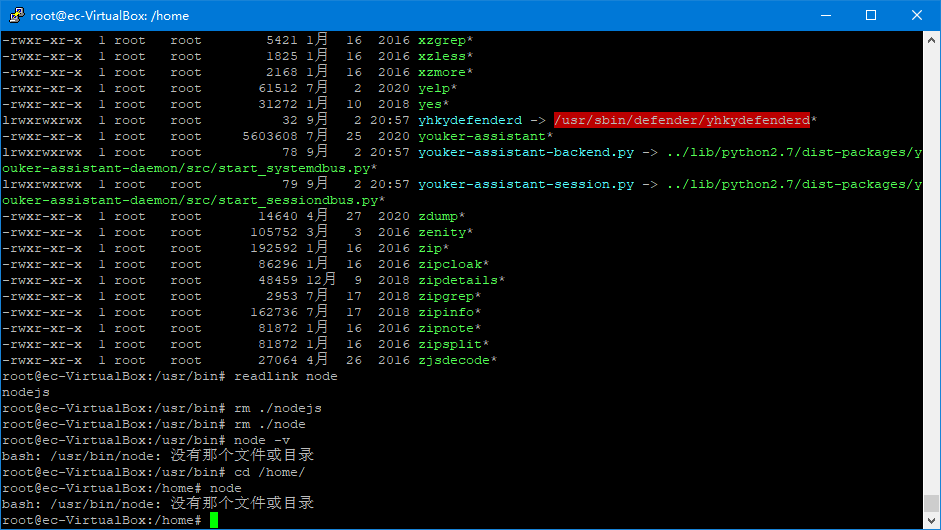 root@ec-VirtualBox: /home
-rwxr-xr-x  1 root   root        5421 1月  16  2016 xzgrep*
-rwxr-xr-x  1 root   root        1825 1月  16  2016 xzless*
-rwxr-xr-x  1 root   root        2168 1月  16  2016 xzmore*
-rwxr-xr-x  1 root   root       61512 7月   2  2020 yelp*
-rwxr-xr-x  1 root   root       31272 1月  10  2018 yes*
lrwxrwxrwx  1 root   root          32 9月   2 20:57 yhkydefenderd -> /usr/sbin/defender/yhkydefenderd*
-rwxr-xr-x  1 root   root     5603608 7月  25  2020 youker-assistant*
lrwxrwxrwx  1 root   root          78 9月   2 20:57 youker-assistant-backend.py -> ../lib/python2.7/dist-packages/y
ouker-assistant-daemon/src/start_systemdbus.py*
lrwxrwxrwx  1 root   root          79 9月   2 20:57 youker-assistant-session.py -> ../lib/python2.7/dist-packages/y
ouker-assistant-daemon/src/start_sessiondbus.py*
-rwxr-xr-x  1 root   root       14640 4月  27  2020 zdump*
-rwxr-xr-x  1 root   root      105752 3月   3  2016 zenity*
-rwxr-xr-x  1 root   root      192592 1月  16  2016 zip*
-rwxr-xr-x  1 root   root       86296 1月  16  2016 zipcloak*
-rwxr-xr-x  1 root   root       48459 12月  9  2018 zipdetails*
-rwxr-xr-x  1 root   root        2953 7月  17  2018 zipgrep*
-rwxr-xr-x  1 root   root      162736 7月  17  2018 zipinfo*
-rwxr-xr-x  1 root   root       81872 1月  16  2016 zipnote*
-rwxr-xr-x  1 root   root       81872 1月  16  2016 zipsplit*
-rwxr-xr-x  1 root   root       27064 4月  26  2016 zjsdecode*
root@ec-VirtualBox:/usr/bin# readlink node
nodejs
root@ec-VirtualBox:/usr/bin# rm ./nodejs
root@ec-VirtualBox:/usr/bin# rm ./node
root@ec-VirtualBox:/usr/bin# node -v
bash: /usr/bin/node: 没有那个文件或目录
root@ec-VirtualBox:/usr/bin# cd /home/
root@ec-VirtualBox:/home# node
bash: /usr/bin/node: 没有那个文件或目录
root@ec-VirtualBox:/home#